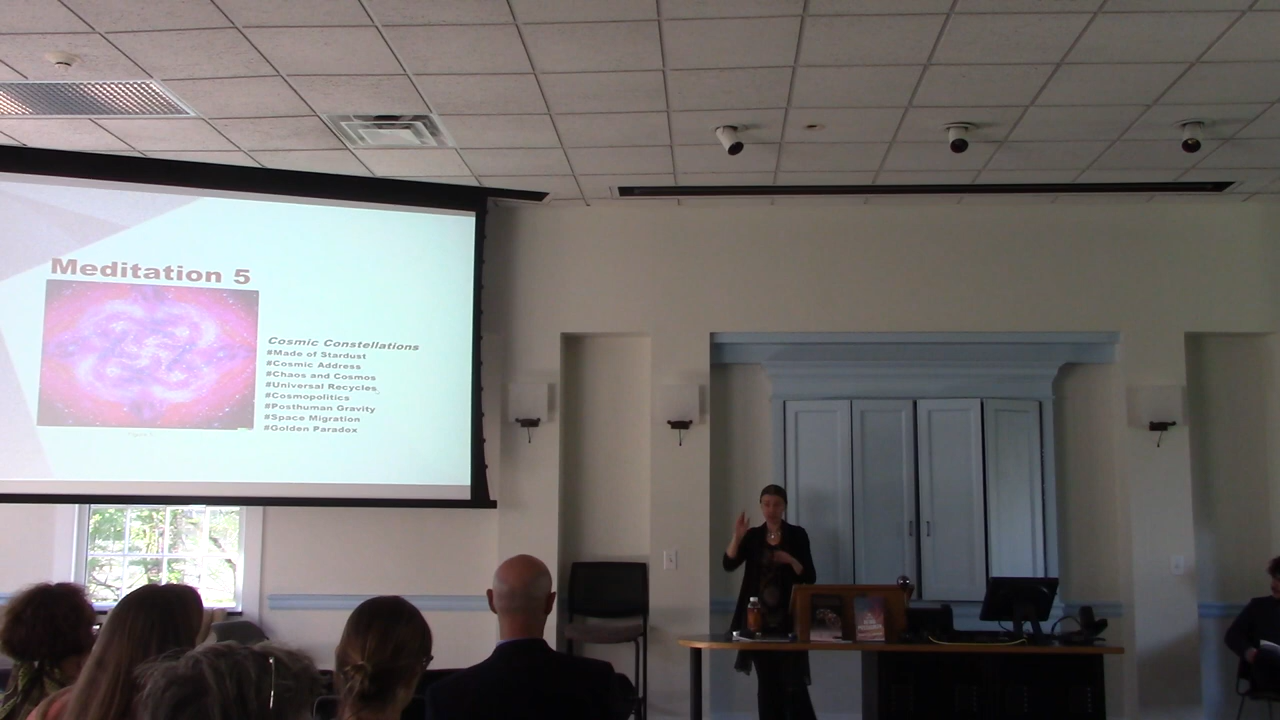 Meditation 5
Cosmic Constellations
#Made of Stardust
#Cosmic Address
#Chaos and Cosmos
#Universal Recycles
#Cosmopolitics
#Posthuman Gravity
#Space Migration
#Golden Paradox